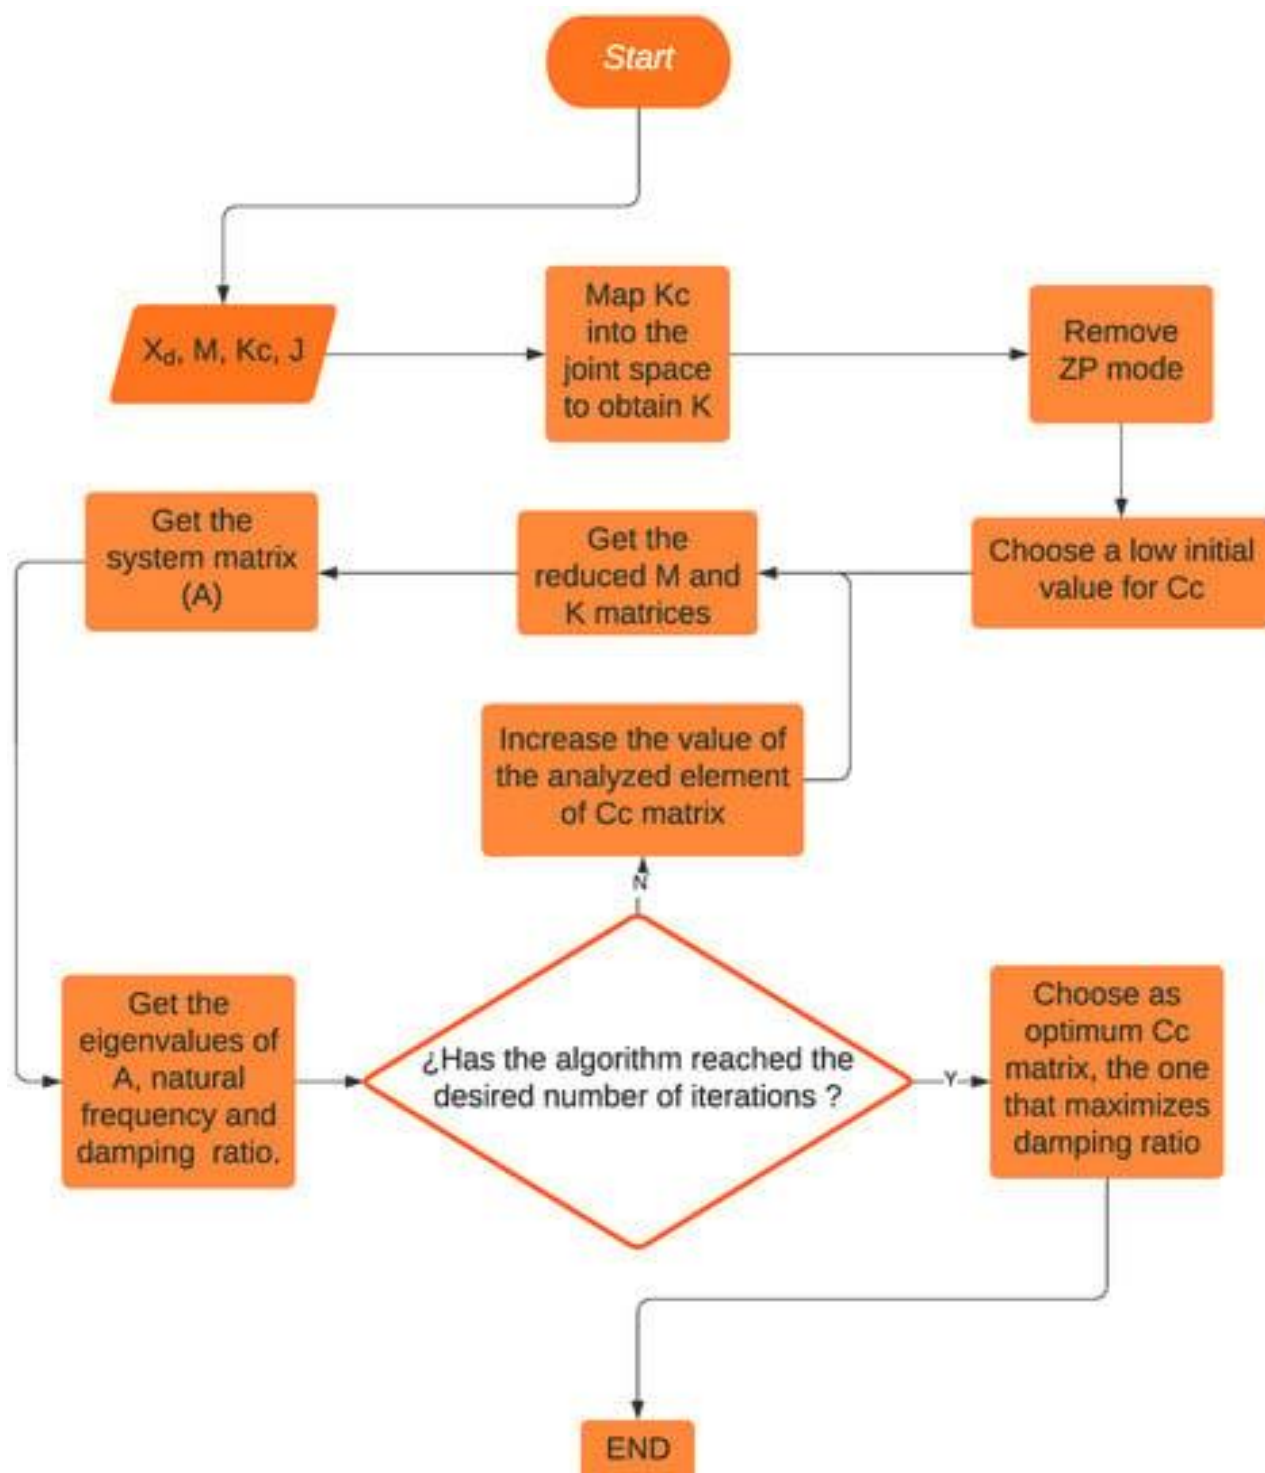 Start
Xd, M, Kc, J
Map Kc
into the
joint space
to obtain K
Remove
ZP mode
Choose a low initial
value for Cc
Get the
reduced M and
K matrices
Get the
system matrix
(A)
Increase the value of
the analyzed element
of Cc matrix
N
Get the
eigenvalues of
A, natural
frequency and
damping ratio.
¿Has the algorithm reached the
desired number of iterations ?
Y
Choose as
optimum Cc
matrix, the one
that maximizes
damping ratio
END